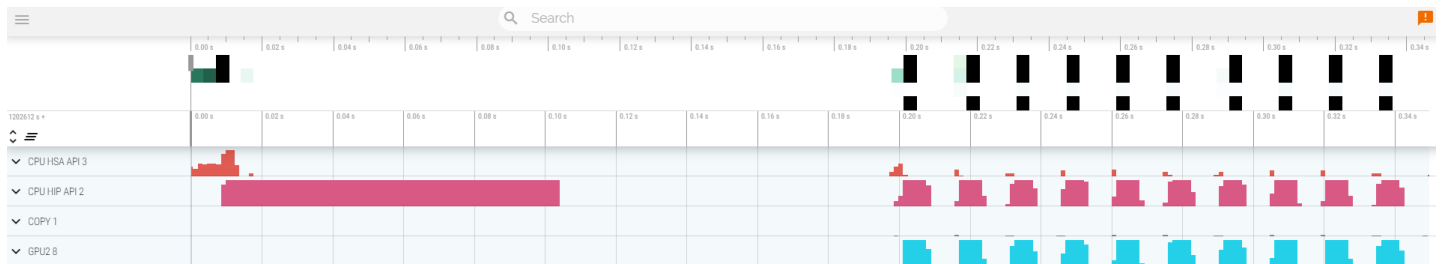 Search
0.00 s 0.02 s 0.04 s 0.06 s 0.08 s 0.10 s 0.12 s 0.14 s 0.16 s 0.18 s 0.20 s 0.22 s 0.24 s 0.26 s 0.28 s 0.30 s 0.32 s 0.34 s
1202612 s + 0.00 s 0.02 s 0.04 s 0.06 s 0.08 s 0.10 s 0.12 s 0.14 s 0.16 s 0.18 s 0.20 s 0.22 s 0.24 s 0.26 s 0.28 s 0.30 s 0.32 s 0.34 s
CPU HSA API 3
CPU HIP API 2
COPY 1
GPU2 8